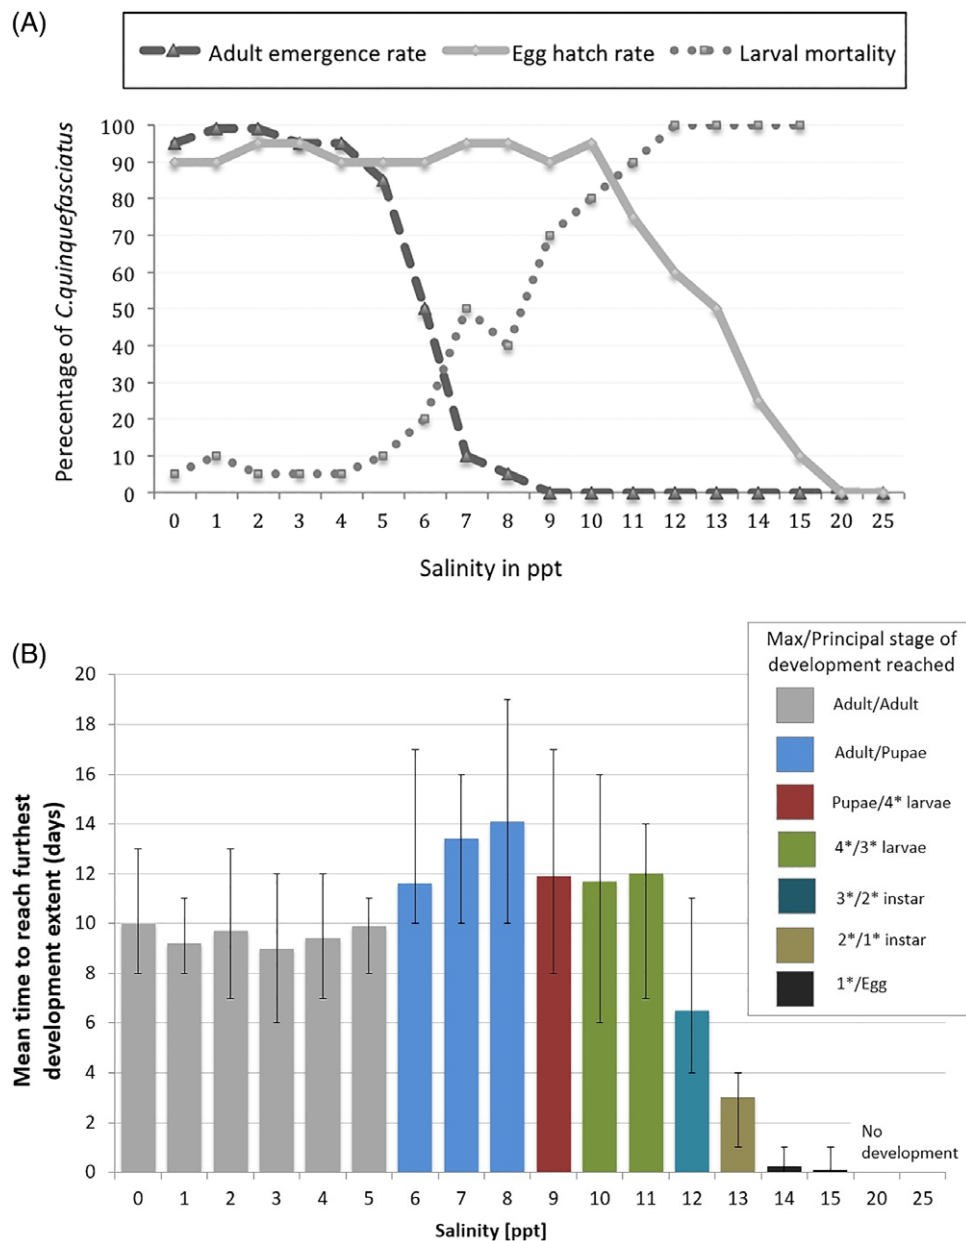 (A)
Adult emergence rate Egg hatch rate Larval mortality
Perecentage of C.quinquefasciatus
100
90
80
70
60
50
40
30
20
10
0
0 1 2 3 4 5 6 7 8 9 10 11 12 13 14 15 20 25
Salinity in ppt
(B)
Max/Principal stage of
development reached
Adult/Adult
Adult/Pupae
Pupae/4* larvae
4*/3* larvae
3*/2* instar
2*/1* instar
1*/Egg
Mean time to reach furthest
development extent (days)
20
18
16
14
12
10
8
6
4
2
0
No
development
0 1 2 3 4 5 6 7 8 9 10 11 12 13 14 15 20 25
Salinity [ppt]